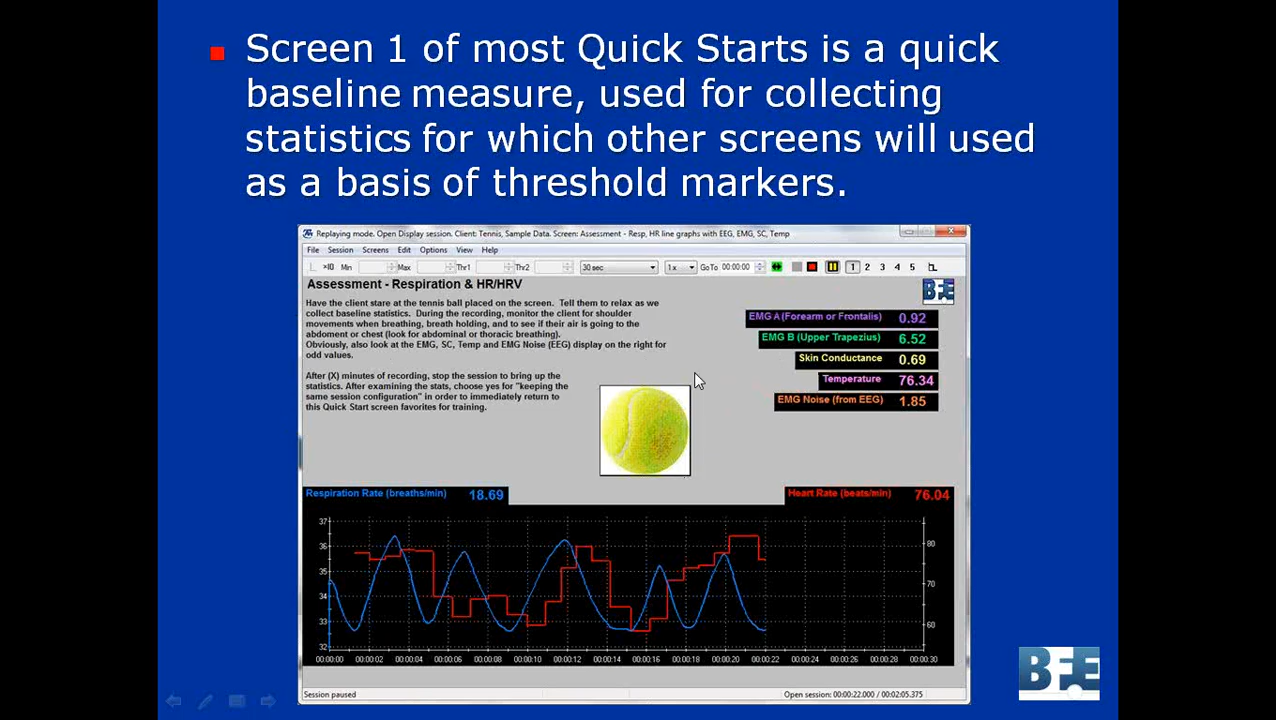 Screen 1 of most Quick Starts is a quick
baseline measure, used for collecting
statistics for which other screens will used
as a basis of threshold markers.
Replaying mode. Open Display session. Client: Tennis, Sample Data. Screen: Assessment - Resp, HR line graphs with EEG, EMG, SC, Temp
File Session Screens Edit Options View Help
>I0 Min Max Thr1 Thr2 30 sec 1 x GoTo 00:00:00 1 2 3 4 5
Assessment - Respiration & HR/HRV
BFE
Have the client stare at the tennis ball placed on the screen. Tell them to relax as we
collect baseline statistics. During the recording, monitor the client for shoulder
movements when breathing, breath holding, and to see if their air is going to the
abdoment or chest (look for abdominal or thoracic breathing).
Obviously, also look at the EMG, SC, Temp and EMG Noise (EEG) display on the right for
odd values.
After (X) minutes of recording, stop the session to bring up the
statistics. After examining the stats, choose yes for "keeping the
same session configuration" in order to immediately return to
this Quick Start screen favorites for training.
EMG A (Forearm or Frontalis) 0.92
EMG B (Upper Trapezius) 6.52
Skin Conductance 0.69
Temperature 76.34
EMG Noise (from EEG) 1.85
Respiration Rate (breaths/min) 18.69
Heart Rate (beats/min) 76.04
37
36
35
34
33
32
80
70
60
00:00:00 00:00:02 00:00:04 00:00:06 00:00:08 00:00:10 00:00:12 00:00:14 00:00:16 00:00:18 00:00:20 00:00:22 00:00:24 00:00:26 00:00:28 00:00:30
Session paused
Open session: 00:00:22.000 / 00:02:05.375
BFE